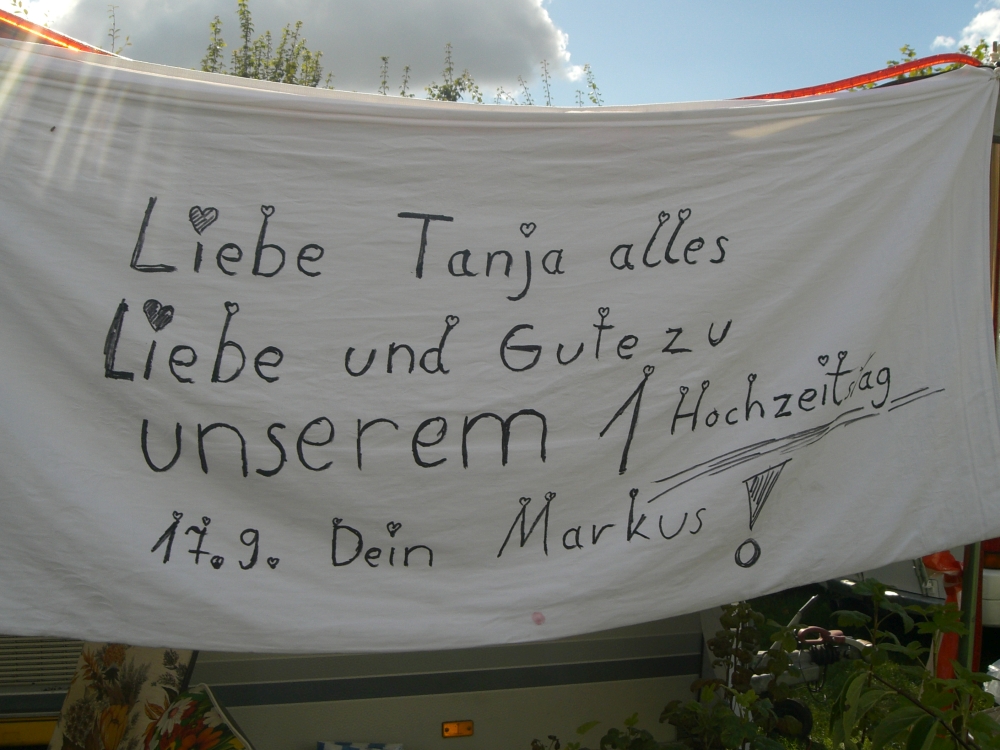 Liebe Tanja alles
Liebe und Gute zu
unserem 1 Hochzeitstag
17.9. Dein Markus !